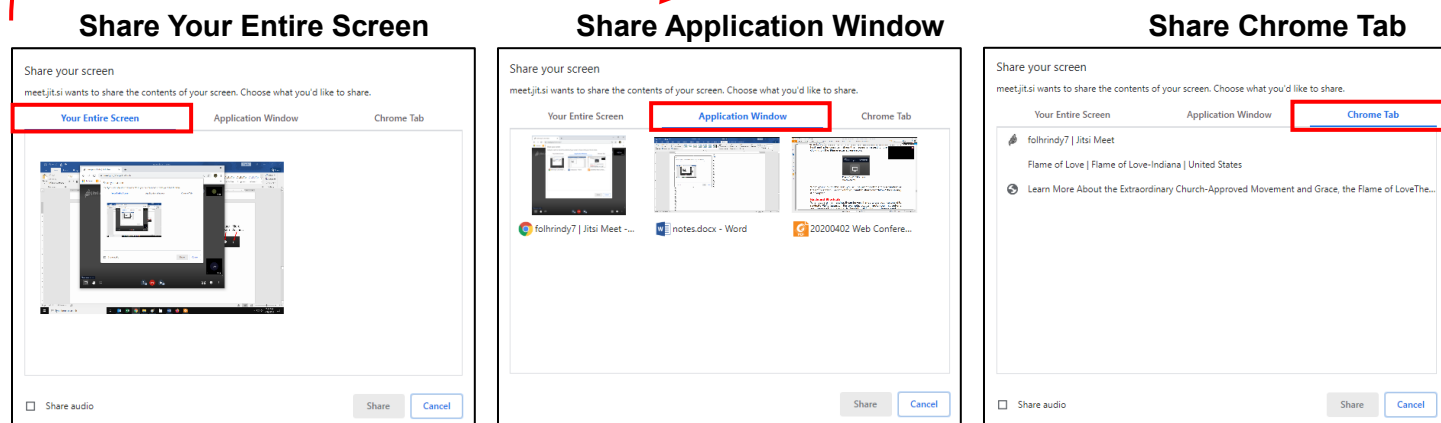 Share Your Entire Screen
Share your screen
meet.jit.si wants to share the contents of your screen. Choose what you'd like to share.
Your Entire Screen
Application Window
Chrome Tab
Share audio
Share
Cancel
Share Application Window
Share your screen
meet.jit.si wants to share the contents of your screen. Choose what you'd like to share.
Your Entire Screen
Application Window
Chrome Tab
folhrindy7 | Jitsi Meet -...
notes.docx - Word
20200402 Web Confere...
Share
Cancel
Share Chrome Tab
Share your screen
meet.jit.si wants to share the contents of your screen. Choose what you'd like to share.
Your Entire Screen
Application Window
Chrome Tab
folhrindy7 | Jitsi Meet
Flame of Love | Flame of Love-Indiana | United States
Learn More About the Extraordinary Church-Approved Movement and Grace, the Flame of LoveThe...
Share audio
Share
Cancel